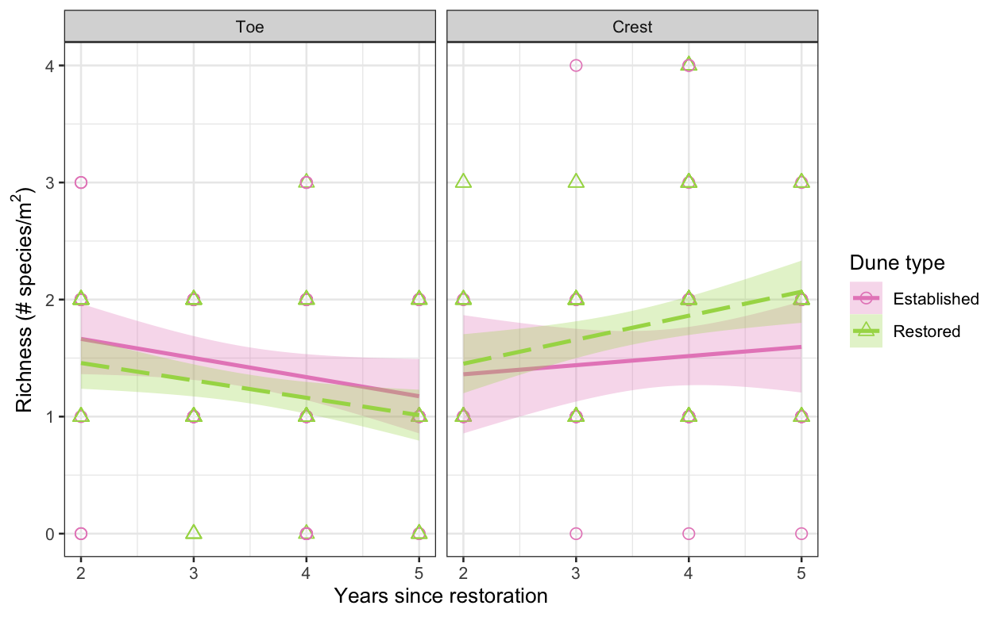 Toe
Crest
4
3
2
1
0
Richness (# species/m²)
2 3 4 5 2 3 4 5
Years since restoration
Dune type
Established
Restored